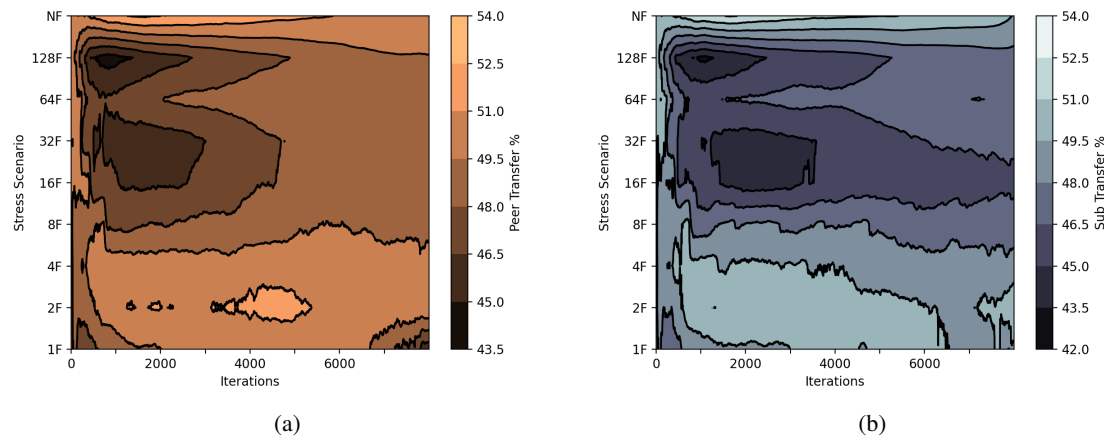 NF
128F
64F
32F
16F
8F
4F
2F
1F
Stress Scenario
0 2000 4000 6000
Iterations
54.0
52.5
51.0
49.5
48.0
46.5
45.0
43.5
Peer Transfer %
(a)
NF
128F
64F
32F
16F
8F
4F
2F
1F
Stress Scenario
0 2000 4000 6000
Iterations
54.0
52.5
51.0
49.5
48.0
46.5
45.0
43.5
42.0
Sub Transfer %
(b)